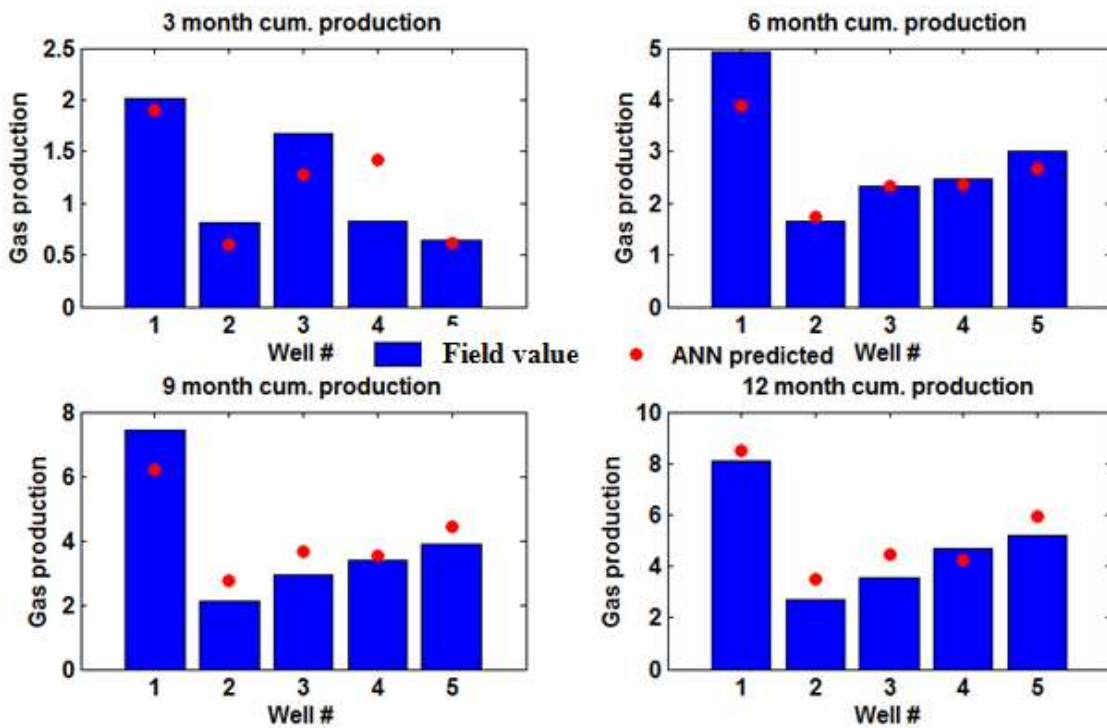 3 month cum. production
2.5
2
1.5
1
0.5
0
Gas production
1 2 3 4 5
Well #
6 month cum. production
5
4
3
2
1
0
Gas production
1 2 3 4 5
Well #
Field value
ANN predicted
9 month cum. production
8
6
4
2
0
Gas production
1 2 3 4 5
Well #
12 month cum. production
10
8
6
4
2
0
Gas production
1 2 3 4 5
Well #